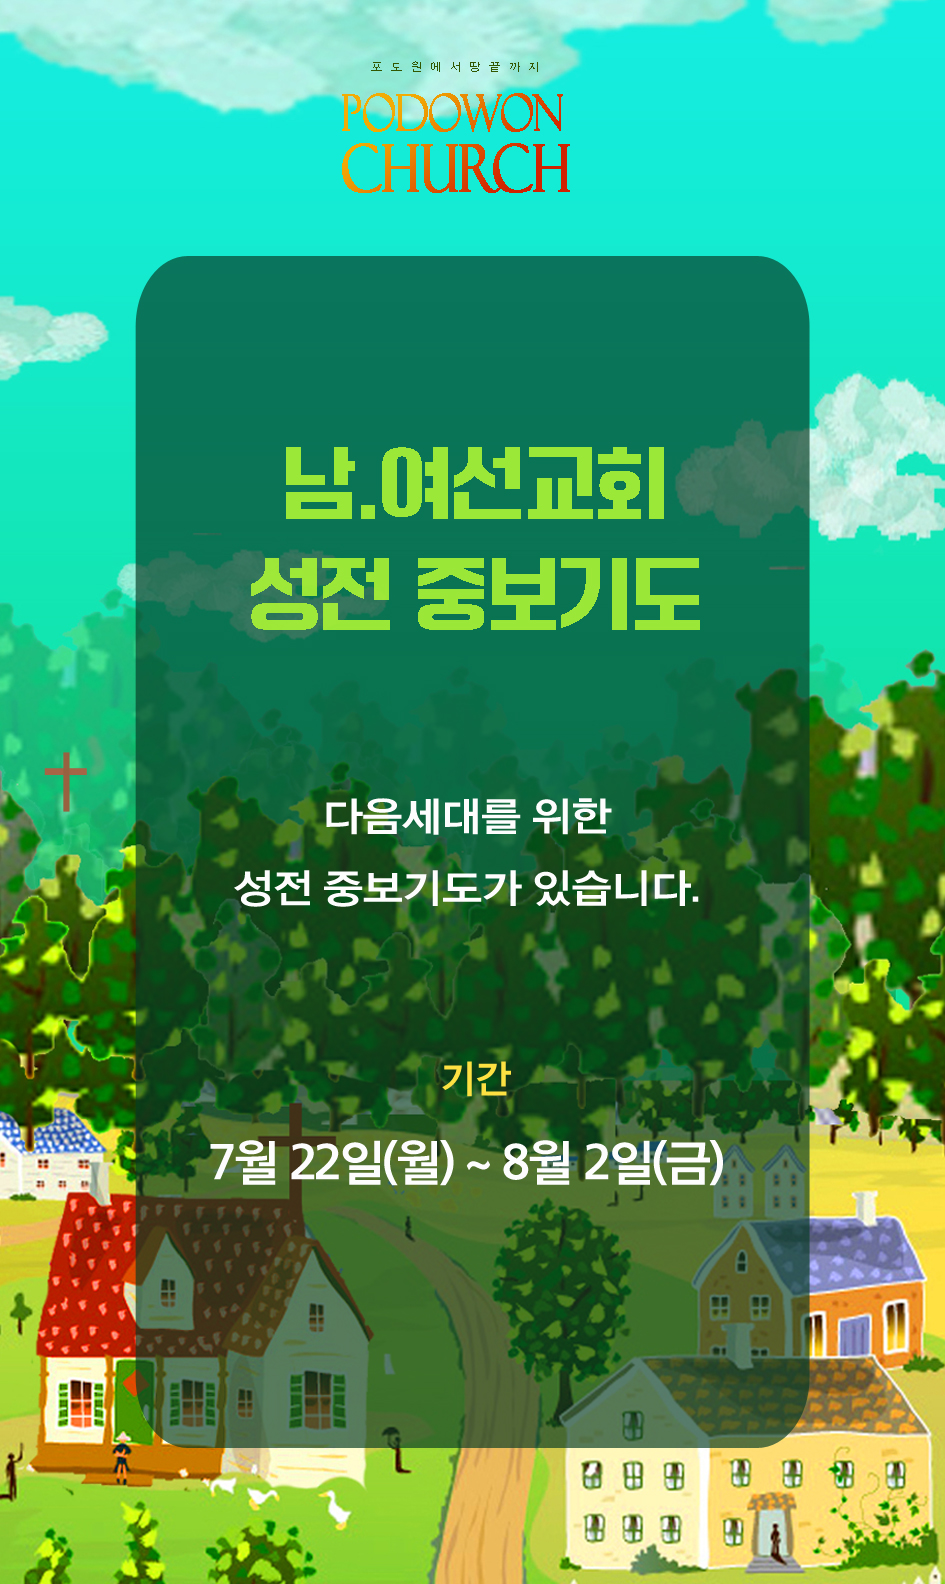 포도원에서땅끝까지
PODOWON
CHURCH
남.여선교회
성전 중보기도
다음세대를 위한
성전 중보기도가 있습니다.
기간
7월 22일(월) ~ 8월 2일(금)